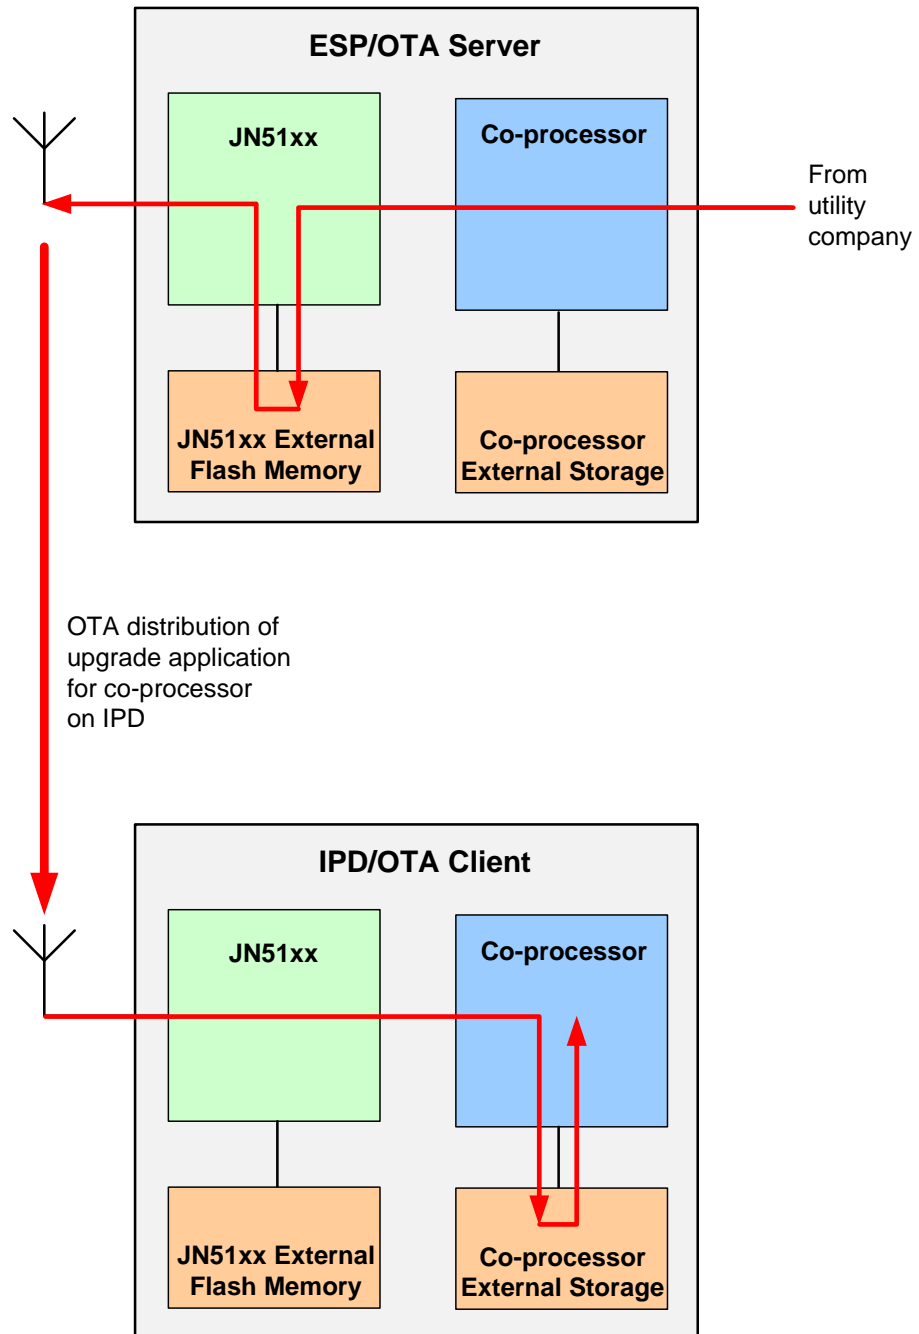 ESP/OTA Server
JN51xx
Co-processor
From
utility
company
JN51xx External
Flash Memory
Co-processor
External Storage
OTA distribution of
upgrade application
for co-processor
on IPD
IPD/OTA Client
JN51xx
Co-processor
JN51xx External
Flash Memory
Co-processor
External Storage